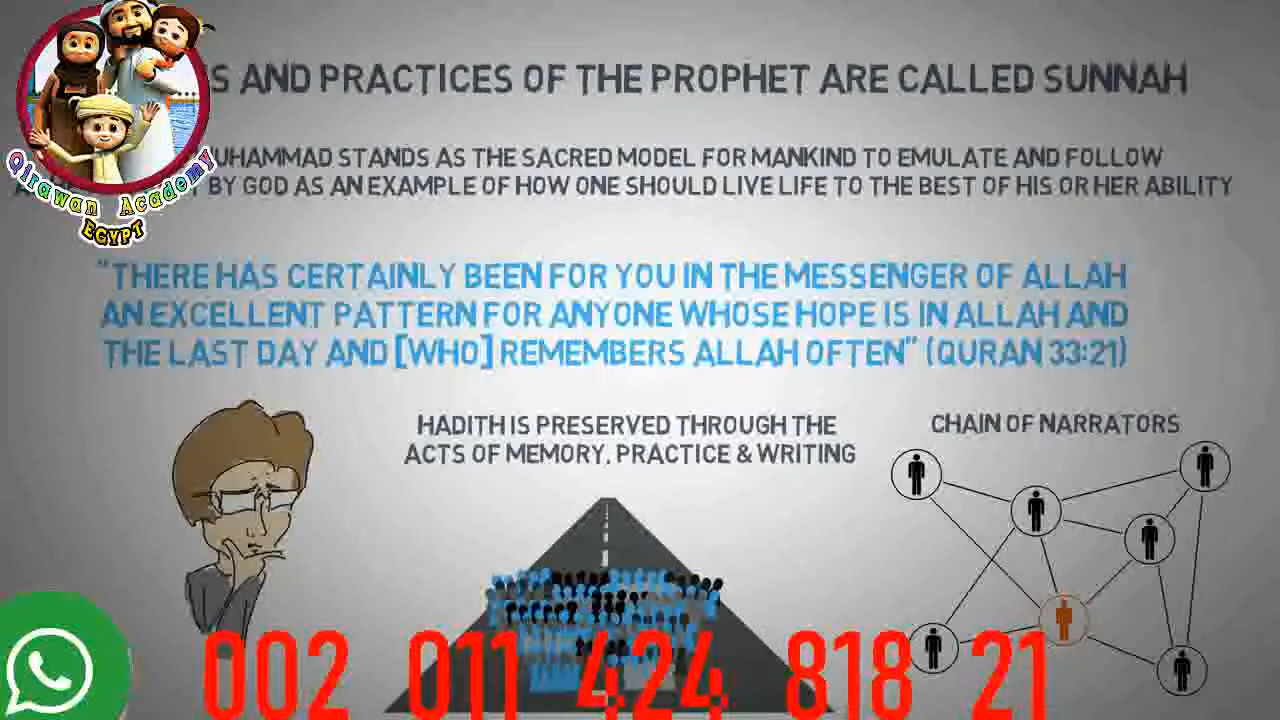 S AND PRACTICES OF THE PROPHET ARE CALLED SUNNAH
UHAMMAD STANDS AS THE SACRED MODEL FOR MANKIND TO EMULATE AND FOLLOW
BY GOD AS AN EXAMPLE OF HOW ONE SHOULD LIVE LIFE TO THE BEST OF HIS OR HER ABILITY
Qirawan Academy
EGYPT
"THERE HAS CERTAINLY BEEN FOR YOU IN THE MESSENGER OF ALLAH
AN EXCELLENT PATTERN FOR ANYONE WHOSE HOPE IS IN ALLAH AND
THE LAST DAY AND [WHO] REMEMBERS ALLAH OFTEN" (QURAN 33:21)
HADITH IS PRESERVED THROUGH THE
ACTS OF MEMORY, PRACTICE & WRITING
CHAIN OF NARRATORS
002 011 424 818 21